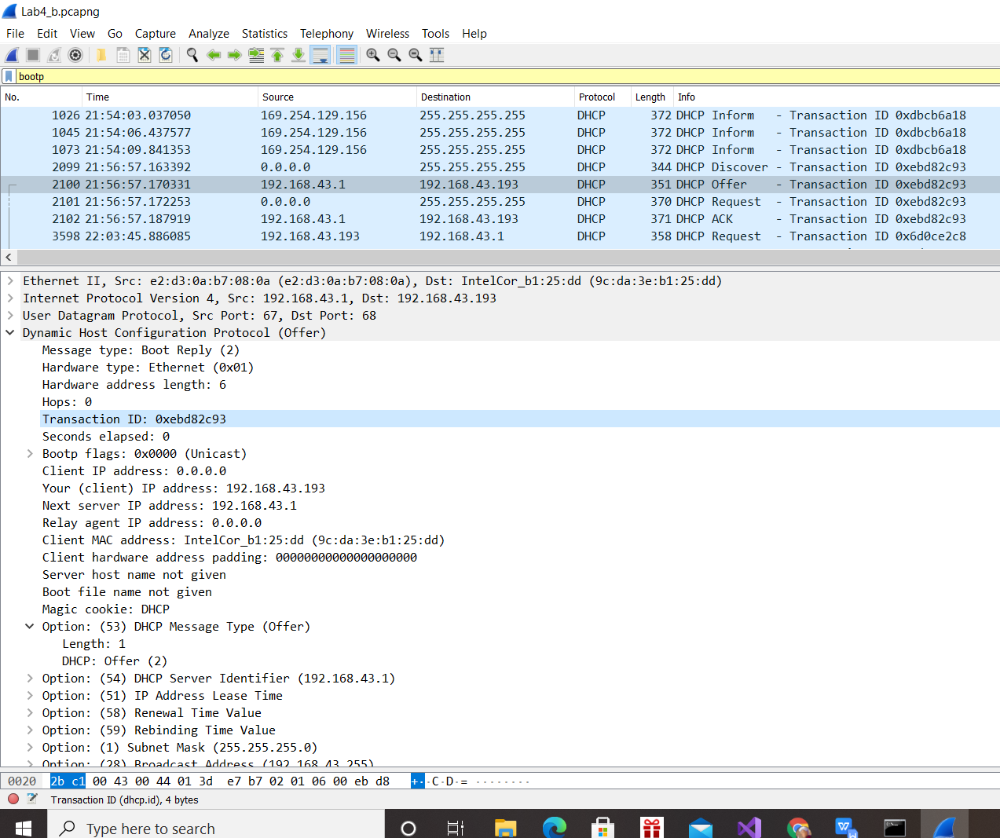 Lab4_b.pcapng
File Edit View Go Capture Analyze Statistics Telephony Wireless Tools Help
bootp
No. Time Source Destination Protocol Length Info
1026 21:54:03.037050 169.254.129.156 255.255.255.255 DHCP 372 DHCP Inform - Transaction ID 0xdbcb6a18
1045 21:54:06.437577 169.254.129.156 255.255.255.255 DHCP 372 DHCP Inform - Transaction ID 0xdbcb6a18
1073 21:54:09.841353 169.254.129.156 255.255.255.255 DHCP 372 DHCP Inform - Transaction ID 0xdbcb6a18
2099 21:56:57.163392 0.0.0.0 255.255.255.255 DHCP 344 DHCP Discover - Transaction ID 0xebd82c93
2100 21:56:57.170331 192.168.43.1 192.168.43.193 DHCP 351 DHCP Offer - Transaction ID 0xebd82c93
2101 21:56:57.172253 0.0.0.0 255.255.255.255 DHCP 370 DHCP Request - Transaction ID 0xebd82c93
2102 21:56:57.187919 192.168.43.1 192.168.43.193 DHCP 371 DHCP ACK - Transaction ID 0xebd82c93
3598 22:03:45.886085 192.168.43.193 192.168.43.1 DHCP 358 DHCP Request - Transaction ID 0x6d0ce2c8
Ethernet II, Src: e2:d3:0a:b7:08:0a (e2:d3:0a:b7:08:0a), Dst: IntelCor_b1:25:dd (9c:da:3e:b1:25:dd)
Internet Protocol Version 4, Src: 192.168.43.1, Dst: 192.168.43.193
User Datagram Protocol, Src Port: 67, Dst Port: 68
Dynamic Host Configuration Protocol (Offer)
Message type: Boot Reply (2)
Hardware type: Ethernet (0x01)
Hardware address length: 6
Hops: 0
Transaction ID: 0xebd82c93
Seconds elapsed: 0
Bootp flags: 0x0000 (Unicast)
Client IP address: 0.0.0.0
Your (client) IP address: 192.168.43.193
Next server IP address: 192.168.43.1
Relay agent IP address: 0.0.0.0
Client MAC address: IntelCor_b1:25:dd (9c:da:3e:b1:25:dd)
Client hardware address padding: 00000000000000000000
Server host name not given
Boot file name not given
Magic cookie: DHCP
Option: (53) DHCP Message Type (Offer)
Length: 1
DHCP: Offer (2)
Option: (54) DHCP Server Identifier (192.168.43.1)
Option: (51) IP Address Lease Time
Option: (58) Renewal Time Value
Option: (59) Rebinding Time Value
Option: (1) Subnet Mask (255.255.255.0)
Option: (28) Broadcast Address (192.168.43.255)
0020 2b c1 00 43 00 44 01 3d e7 b7 02 01 06 00 eb d8 +··C·D·= ········
Transaction ID (dhcp.id), 4 bytes
Type here to search